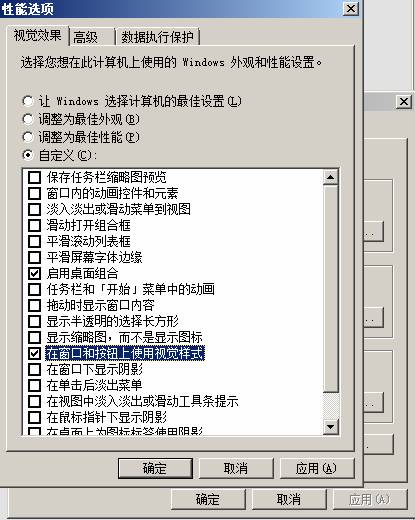 性能选项
视觉效果 高级 数据执行保护
选择您想在此计算机上使用的 Windows 外观和性能设置。
让 Windows 选择计算机的最佳设置(L)
调整为最佳外观(B)
调整为最佳性能(P)
自定义(C):
保存任务栏缩略图预览
窗口内的动画控件和元素
淡入淡出或滑动菜单到视图
滑动打开组合框
平滑滚动列表框
平滑屏幕字体边缘
启用桌面组合
任务栏和「开始」菜单中的动画
拖动时显示窗口内容
显示半透明的选择长方形
显示缩略图，而不是显示图标
在窗口和按钮上使用视觉样式
在窗口下显示阴影
在单击后淡出菜单
在视图中淡入淡出或滑动工具条提示
在鼠标指针下显示阴影
在桌面上为图标标签使用阴影
确定 取消 应用(A)
确定 取消 应用(A)